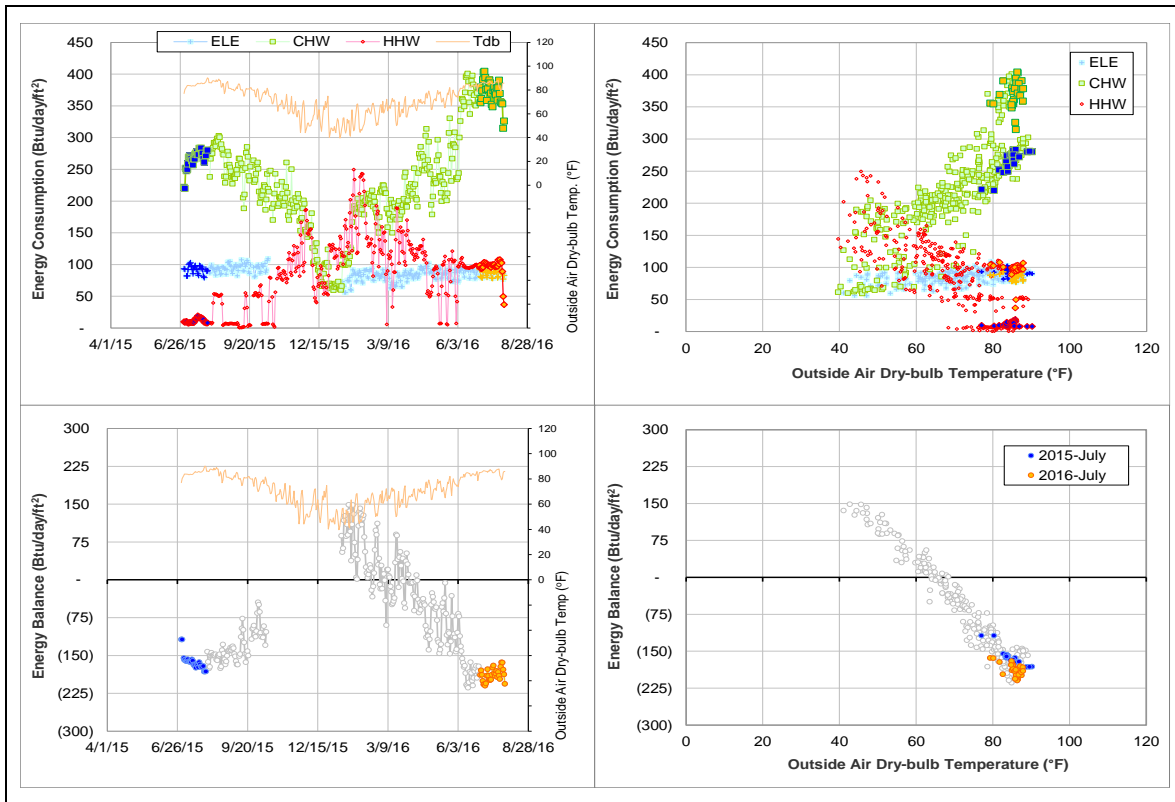 ELE CHW HHW Tdb
Energy Consumption (Btu/day/ft²)
450
400
350
300
250
200
150
100
50
-
4/1/15 6/26/15 9/20/15 12/15/15 3/9/16 6/3/16 8/28/16
120
100
80
60
40
20
0
Outside Air Dry-bulb Temp. (°F)
ELE
CHW
HHW
Energy Consumption (Btu/day/ft²)
450
400
350
300
250
200
150
100
50
-
0 20 40 60 80 100 120
Outside Air Dry-bulb Temperature (°F)
Energy Balance (Btu/day/ft²)
300
225
150
75
-
(75)
(150)
(225)
(300)
4/1/15 6/26/15 9/20/15 12/15/15 3/9/16 6/3/16 8/28/16
120
100
80
60
40
20
0
Outside Air Dry-bulb Temp (°F)
2015-July
2016-July
Energy Balance (Btu/day/ft²)
300
225
150
75
-
(75)
(150)
(225)
(300)
0 20 40 60 80 100 120
Outside Air Dry-bulb Temperature (°F)